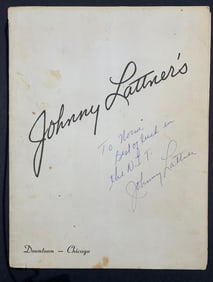 Johnny Lattner's
To Norm
Best of luck in
the N.I.T.
Johnny Lattner
Downtown — Chicago